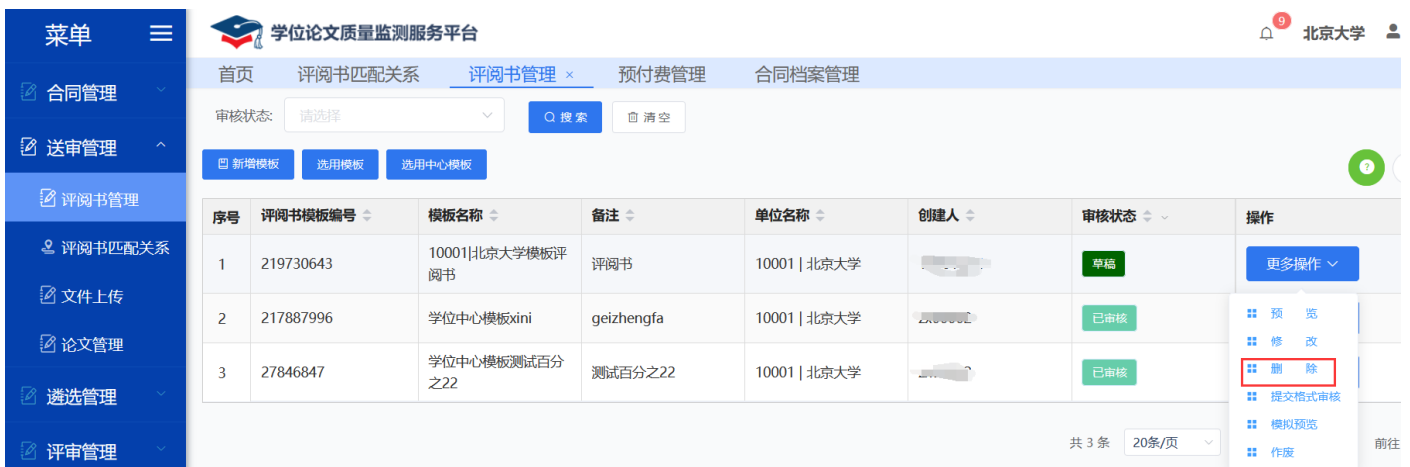 菜单
学位论文质量监测服务平台
9
北京大学
首页 评阅书匹配关系 评阅书管理 × 预付费管理 合同档案管理
合同管理
审核状态: 请选择 搜索 清空
送审管理
新增模板 选用模板 选用中心模板
评阅书管理
序号 评阅书模板编号 模板名称 备注 单位名称 创建人 审核状态 操作
评阅书匹配关系
1 219730643 10001|北京大学模板评
阅书 评阅书 10001 | 北京大学 草稿 更多操作
文件上传
2 217887996 学位中心模板xini geizhengfa 10001 | 北京大学 已审核
预 览
修 改
论文管理
3 27846847 学位中心模板测试百分
之22 测试百分之22 10001 | 北京大学 已审核
删 除
遴选管理
提交格式审核
模拟预览
评审管理
共 3 条 20条/页 前往
作废